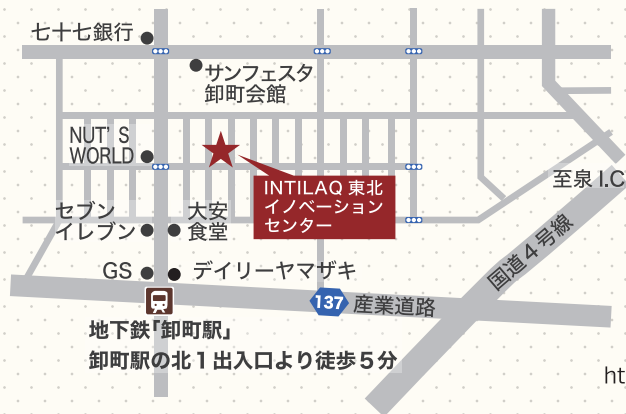 七十七銀行
サンフェスタ
卸町会館
NUT' S
WORLD
INTILAQ 東北
イノベーション
センター
至泉 I.C
セブン
イレブン
大安
食堂
国道4号線
GS
デイリーヤマザキ
137 産業道路
地下鉄「卸町駅」
卸町駅の北1出入口より徒歩5分
ht